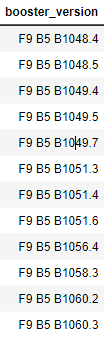 booster_version
F9 B5 B1048.4
F9 B5 B1048.5
F9 B5 B1049.4
F9 B5 B1049.5
F9 B5 B1049.7
F9 B5 B1051.3
F9 B5 B1051.4
F9 B5 B1051.6
F9 B5 B1056.4
F9 B5 B1058.3
F9 B5 B1060.2
F9 B5 B1060.3